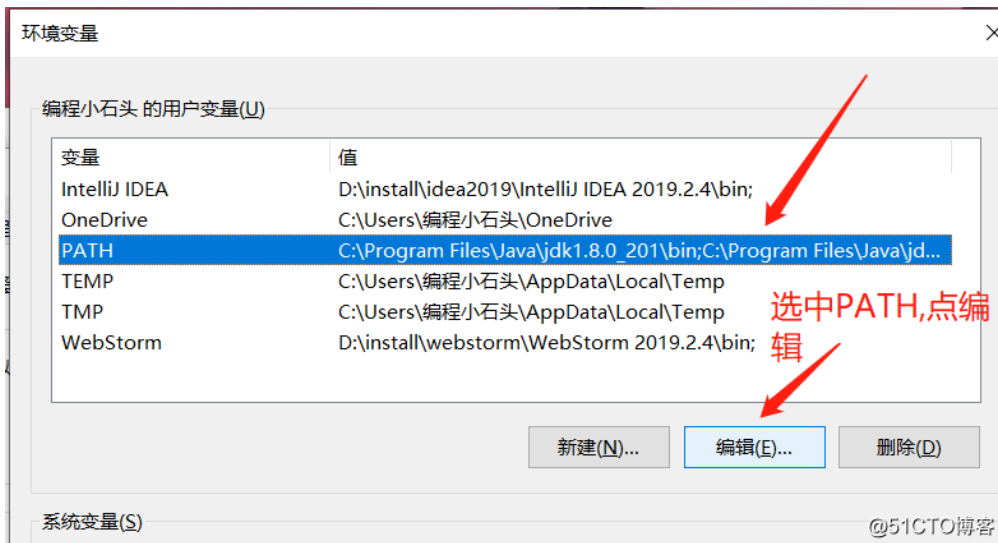 环境变量
编程小石头 的用户变量(U)
变量 值
IntelliJ IDEA D:\install\idea2019\IntelliJ IDEA 2019.2.4\bin;
OneDrive C:\Users\编程小石头\OneDrive
PATH C:\Program Files\Java\jdk1.8.0_201\bin;C:\Program Files\Java\jd...
TEMP C:\Users\编程小石头\AppData\Local\Temp
TMP C:\Users\编程小石头\AppData\Local\Temp
WebStorm D:\install\webstorm\WebStorm 2019.2.4\bin;
选中PATH,点编
辑
新建(N)... 编辑(E)... 删除(D)
系统变量(S)
@51CTO博客